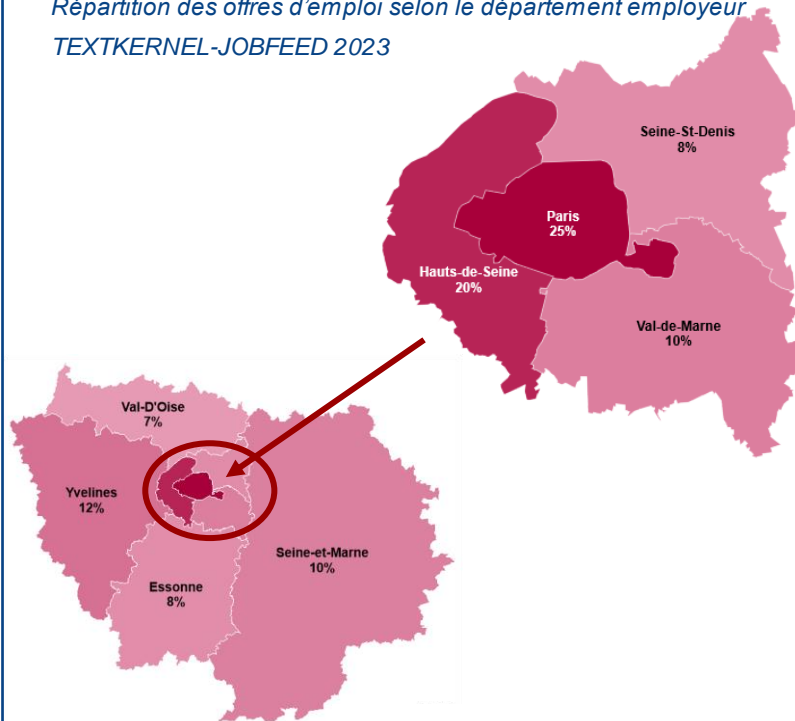 Répartition des offres d'emploi selon le département employeur
TEXTKERNEL-JOBFEED 2023
Seine-St-Denis
8%
Paris
25%
Hauts-de-Seine
20%
Val-de-Marne
10%
Val-D'Oise
7%
Yvelines
12%
Seine-et-Marne
10%
Essonne
8%